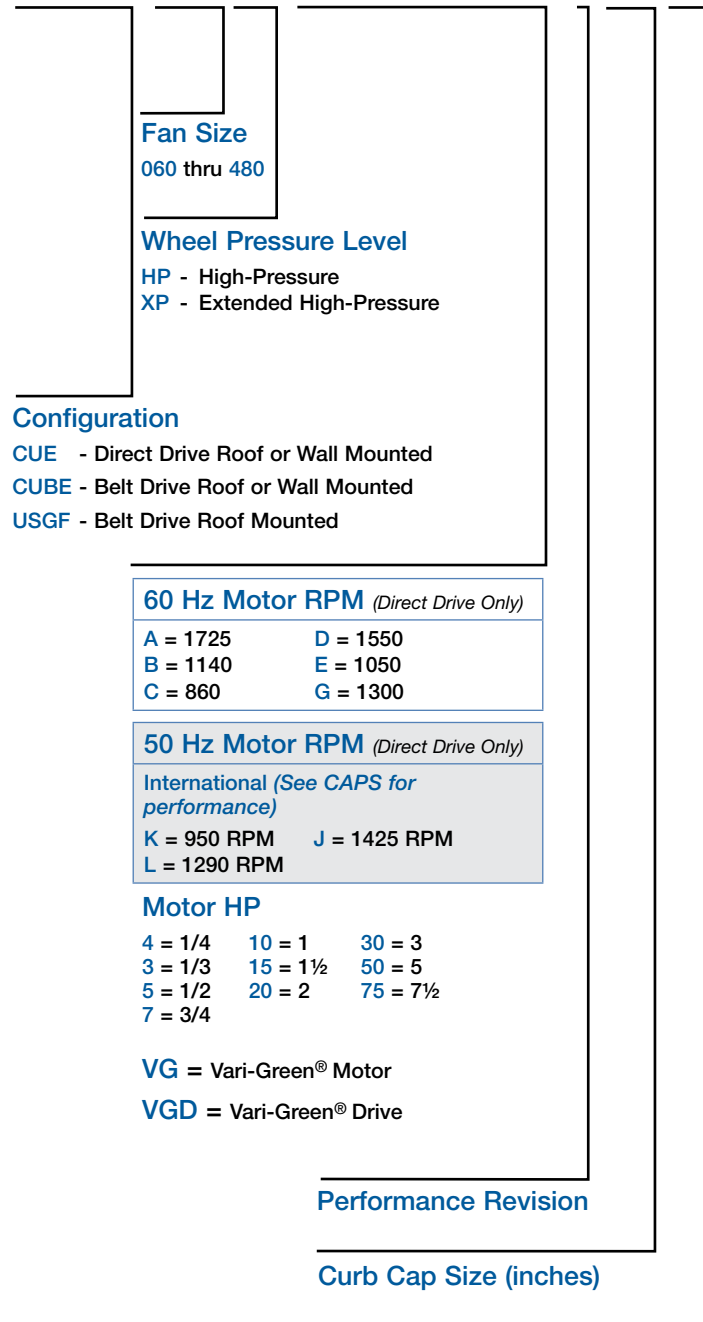 Fan Size
060 thru 480
Wheel Pressure Level
HP - High-Pressure
XP - Extended High-Pressure
Configuration
CUE - Direct Drive Roof or Wall Mounted
CUBE - Belt Drive Roof or Wall Mounted
USGF - Belt Drive Roof Mounted
60 Hz Motor RPM (Direct Drive Only)
A = 1725 D = 1550
B = 1140 E = 1050
C = 860 G = 1300
50 Hz Motor RPM (Direct Drive Only)
International (See CAPS for
performance)
K = 950 RPM J = 1425 RPM
L = 1290 RPM
Motor HP
4 = 1/4 10 = 1 30 = 3
3 = 1/3 15 = 1½ 50 = 5
5 = 1/2 20 = 2 75 = 7½
7 = 3/4
VG = Vari-Green® Motor
VGD = Vari-Green® Drive
Performance Revision
Curb Cap Size (inches)